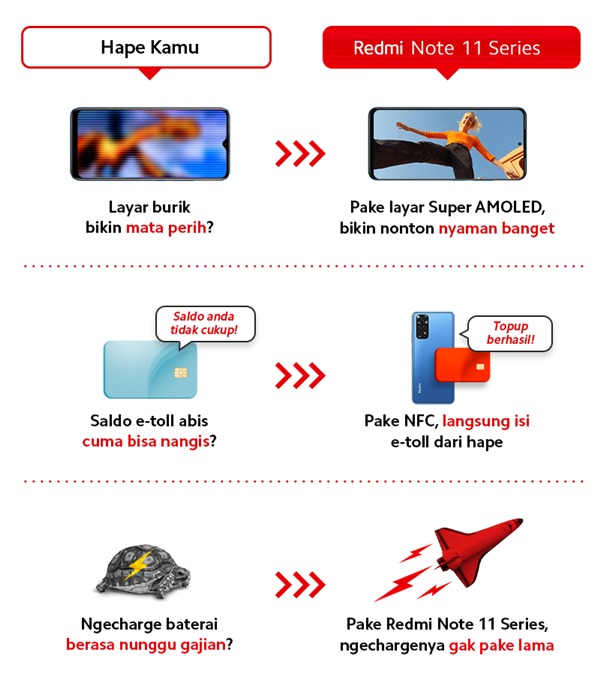 Hape Kamu
Redmi Note 11 Series
Layar burik
bikin mata perih?
Pake layar Super AMOLED,
bikin nonton nyaman banget
Saldo anda
tidak cukup!
Topup
berhasil!
Saldo e-toll abis
cuma bisa nangis?
Pake NFC, langsung isi
e-toll dari hape
Ngecharge baterai
berasa nunggu gajian?
Pake Redmi Note 11 Series,
ngechargenya gak pake lama